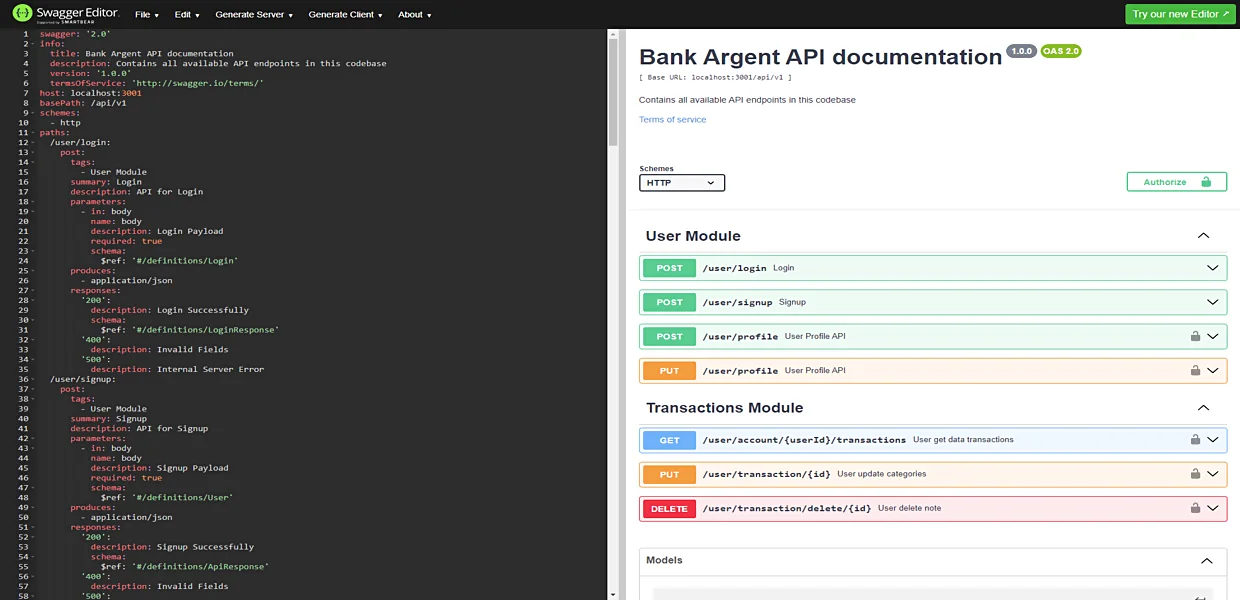 Swagger Editor.
Supported by SMARTBEAR
File
Edit
Generate Server
Generate Client
About
Try our new Editor ↗
1 swagger: '2.0'
2 info:
3 title: Bank Argent API documentation
4 description: Contains all available API endpoints in this codebase
5 version: '1.0.0'
6 termsOfService: 'http://swagger.io/terms/'
7 host: localhost:3001
8 basePath: /api/v1
9 schemes:
10 - http
11 paths:
12 /user/login:
13 post:
14 tags:
15 - User Module
16 summary: Login
17 description: API for Login
18 parameters:
19 - in: body
20 name: body
21 description: Login Payload
22 required: true
23 schema:
24 $ref: '#/definitions/Login'
25 produces:
26 - application/json
27 responses:
28 '200':
29 description: Login Successfully
30 schema:
31 $ref: '#/definitions/LoginResponse'
32 '400':
33 description: Invalid Fields
34 '500':
35 description: Internal Server Error
36 /user/signup:
37 post:
38 tags:
39 - User Module
40 summary: Signup
41 description: API for Signup
42 parameters:
43 - in: body
44 name: body
45 description: Signup Payload
46 required: true
47 schema:
48 $ref: '#/definitions/User'
49 produces:
50 - application/json
51 responses:
52 '200':
53 description: Signup Successfully
54 schema:
55 $ref: '#/definitions/ApiResponse'
56 '400':
57 description: Invalid Fields
58 '500':
Bank Argent API documentation 1.0.0 OAS 2.0
[ Base URL: localhost:3001/api/v1 ]
Contains all available API endpoints in this codebase
Terms of service
Schemes
HTTP
Authorize
User Module
POST /user/login Login
POST /user/signup Signup
POST /user/profile User Profile API
PUT /user/profile User Profile API
Transactions Module
GET /user/account/{userId}/transactions User get data transactions
PUT /user/transaction/{id} User update categories
DELETE /user/transaction/delete/{id} User delete note
Models